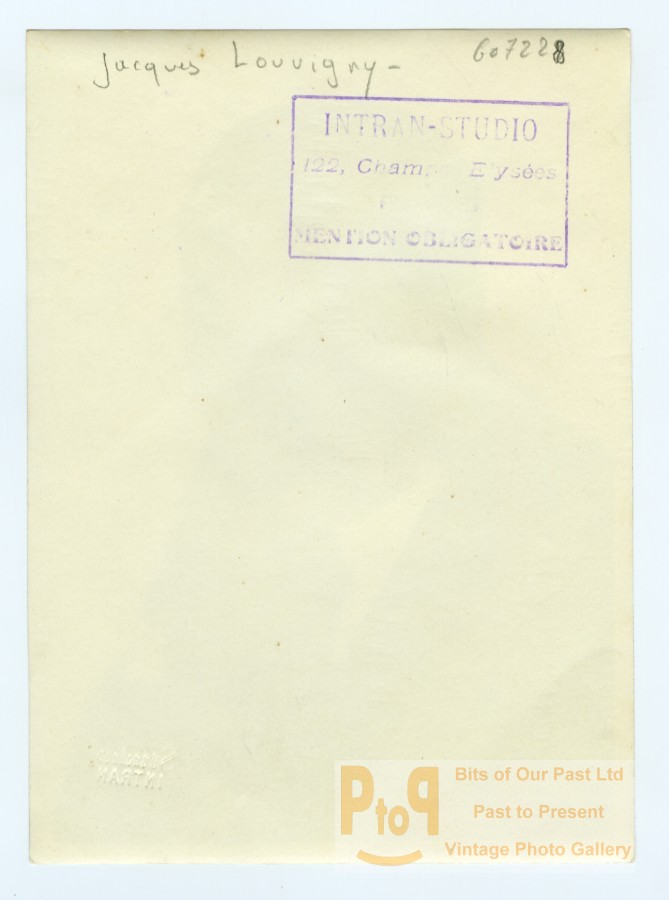 Jacques Louvigny -
607228
INTRAN-STUDIO
122, Champs Elysées
MENTION OBLIGATOIRE
INTRAN
PtoP
Bits of Our Past Ltd
Past to Present
Vintage Photo Gallery